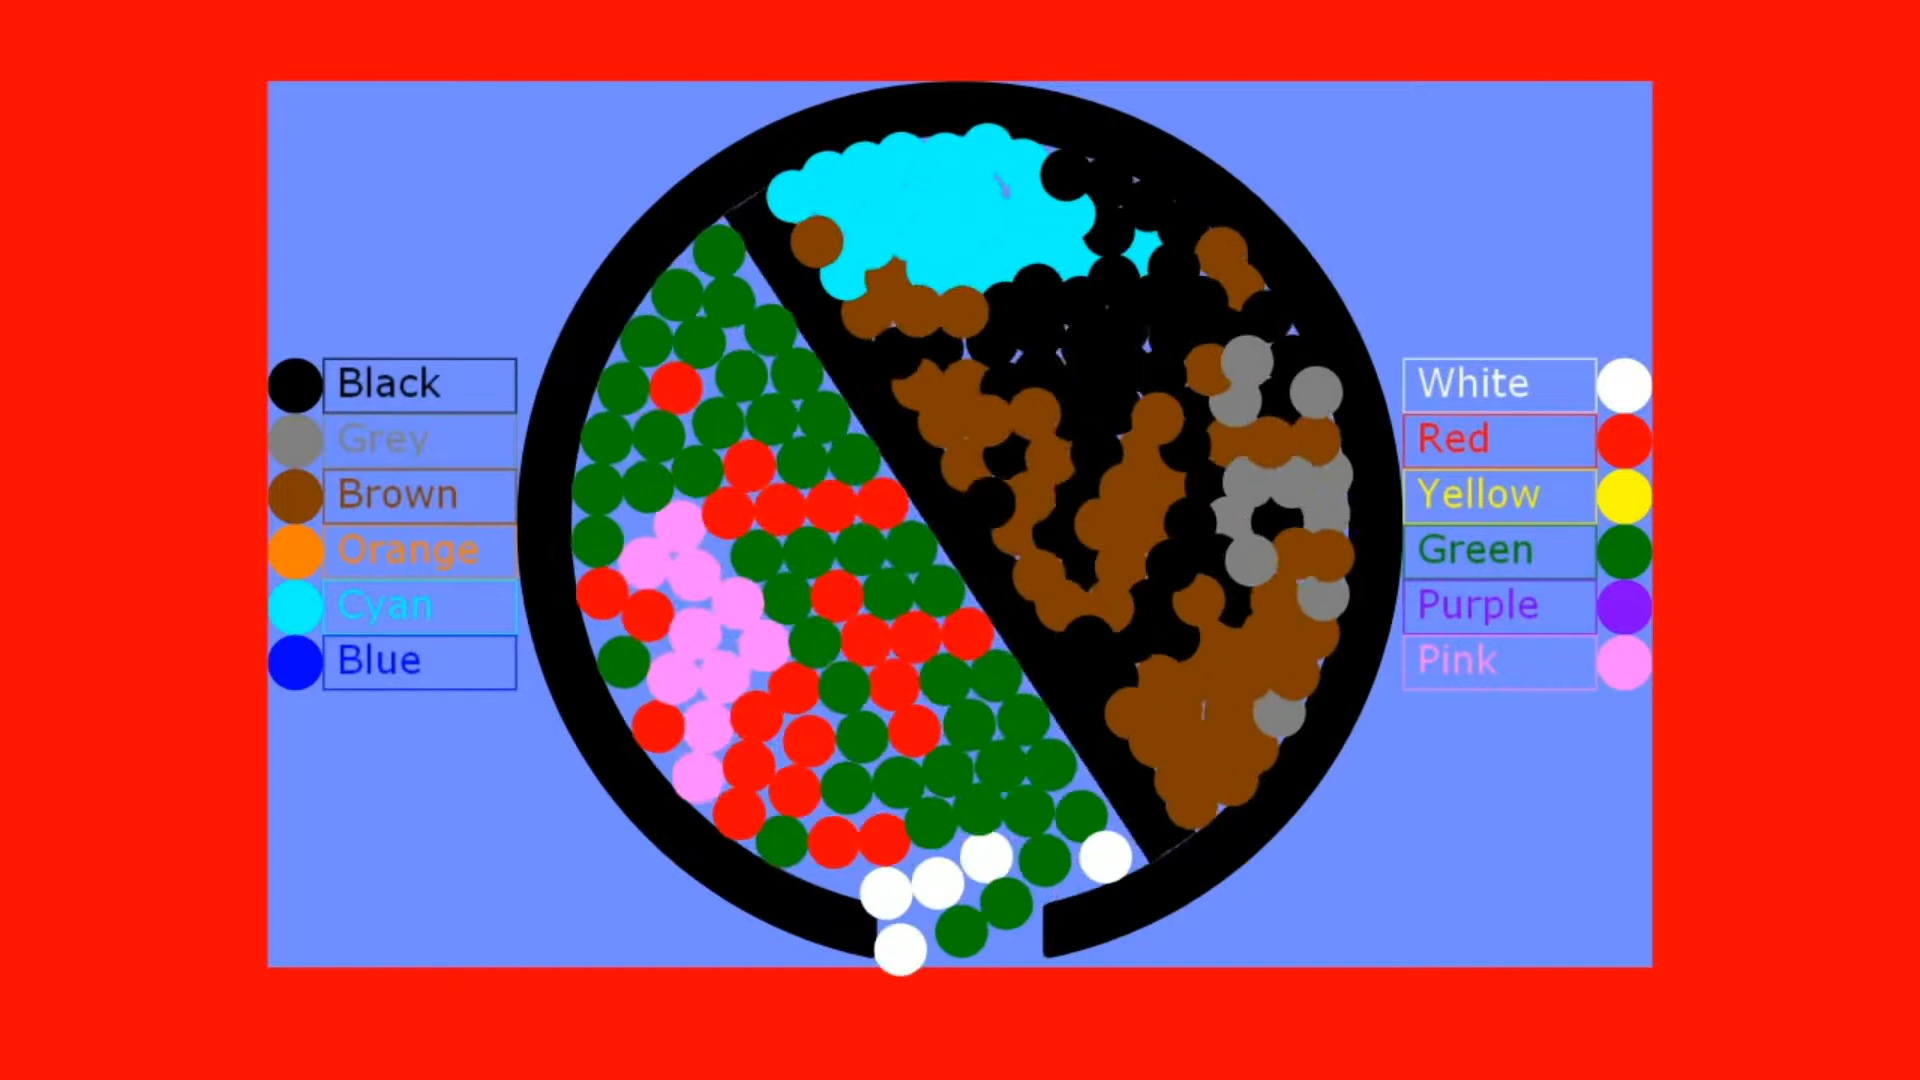 Black
Grey
Brown
Orange
Cyan
Blue
White
Red
Yellow
Green
Purple
Pink